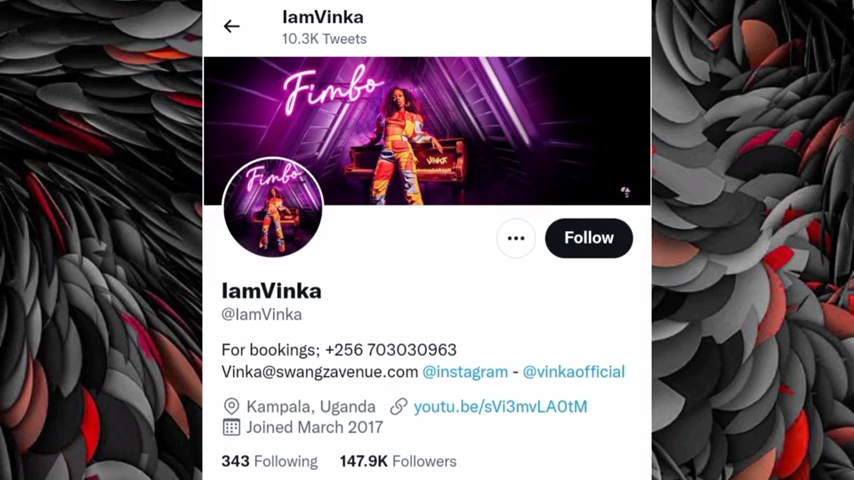 IamVinka
10.3K Tweets
Fimbo
VINKA
Fimbo
Follow
IamVinka
@IamVinka
For bookings; +256 703030963
Vinka@swangzavenue.com @instagram - @vinkaofficial
Kampala, Uganda youtu.be/sVi3mvLA0tM
Joined March 2017
343 Following 147.9K Followers